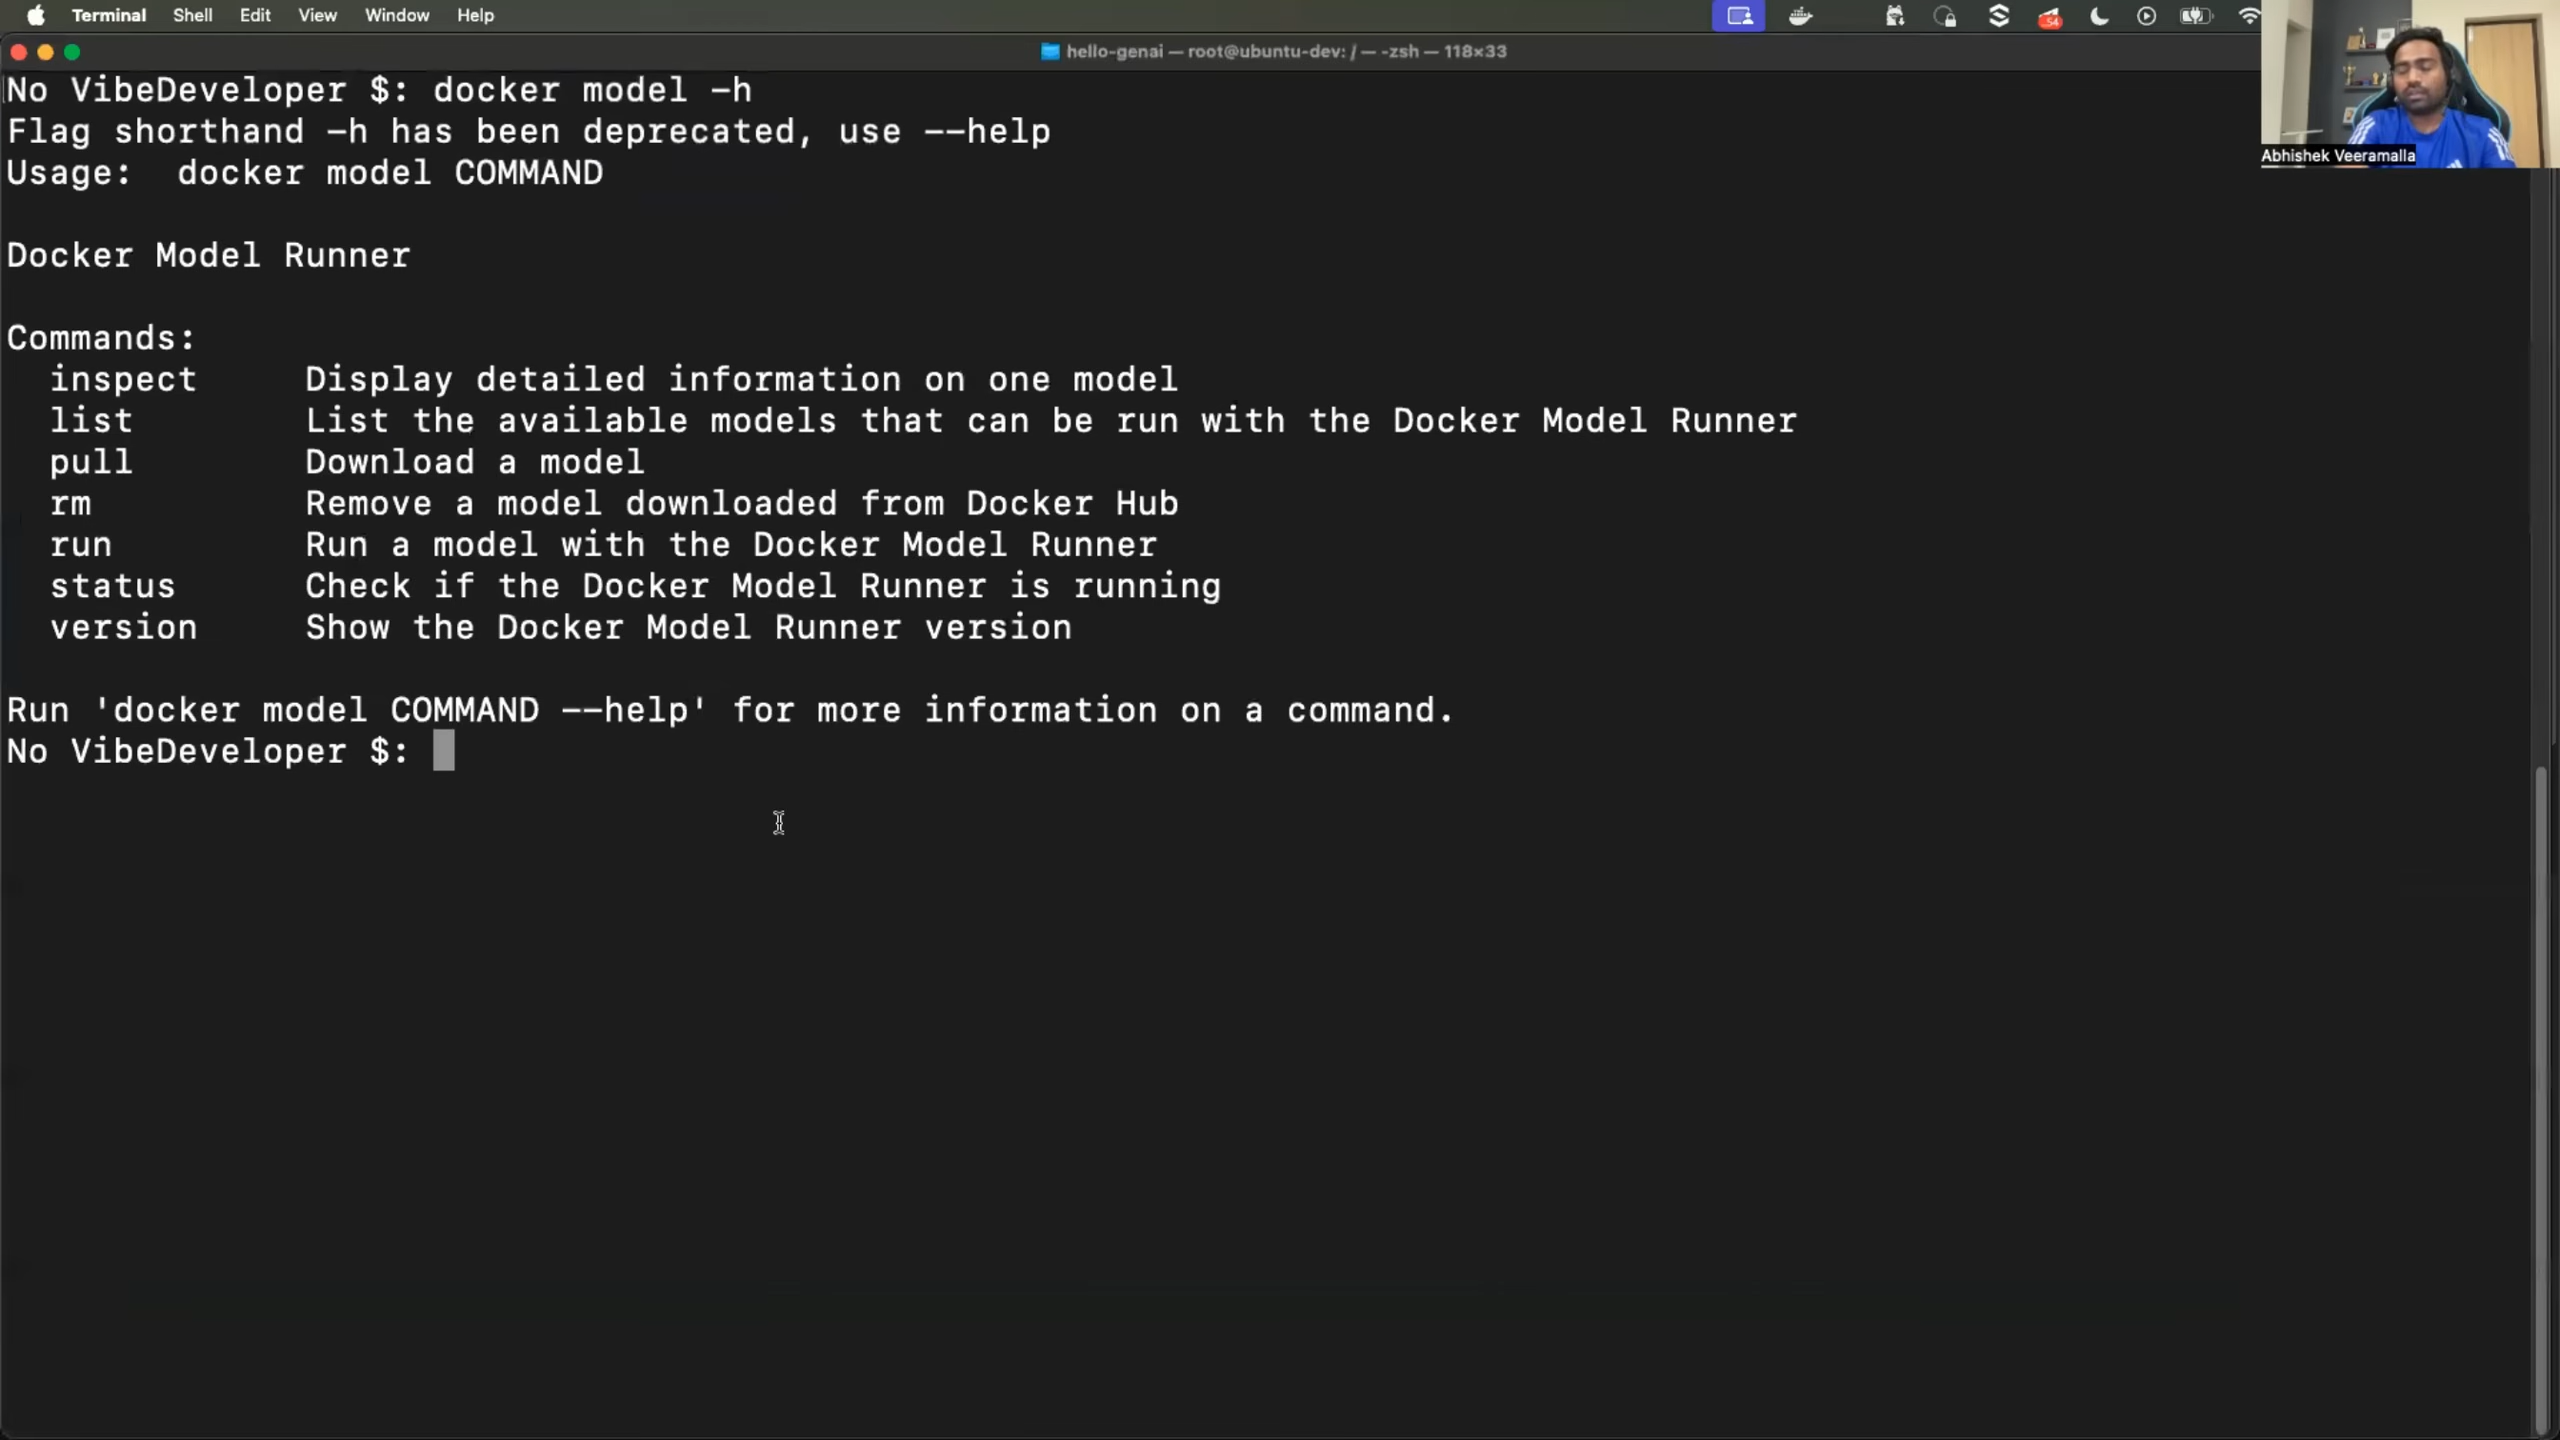 Terminal Shell Edit View Window Help
54
hello-genai — root@ubuntu-dev: / — -zsh — 118×33
Abhishek Veeramalla
No VibeDeveloper $: docker model -h
Flag shorthand -h has been deprecated, use --help
Usage:  docker model COMMAND
Docker Model Runner
Commands:
  inspect     Display detailed information on one model
  list        List the available models that can be run with the Docker Model Runner
  pull        Download a model
  rm          Remove a model downloaded from Docker Hub
  run         Run a model with the Docker Model Runner
  status      Check if the Docker Model Runner is running
  version     Show the Docker Model Runner version
Run 'docker model COMMAND --help' for more information on a command.
No VibeDeveloper $: